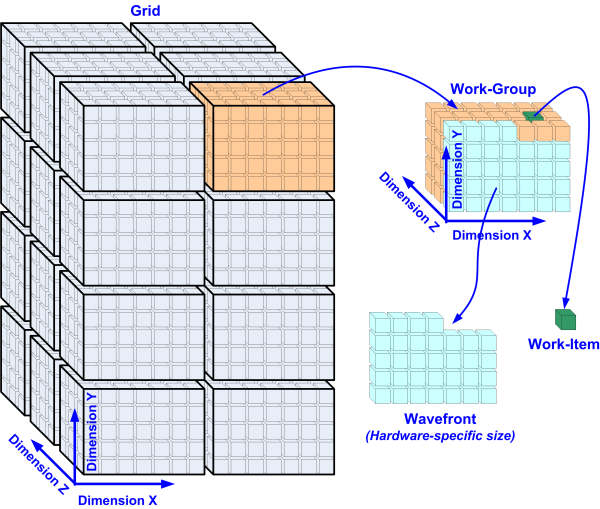 Grid
Work-Group
Dimension Y
Dimension Z
Dimension X
Work-Item
Wavefront
(Hardware-specific size)
Dimension Y
Dimension Z
Dimension X